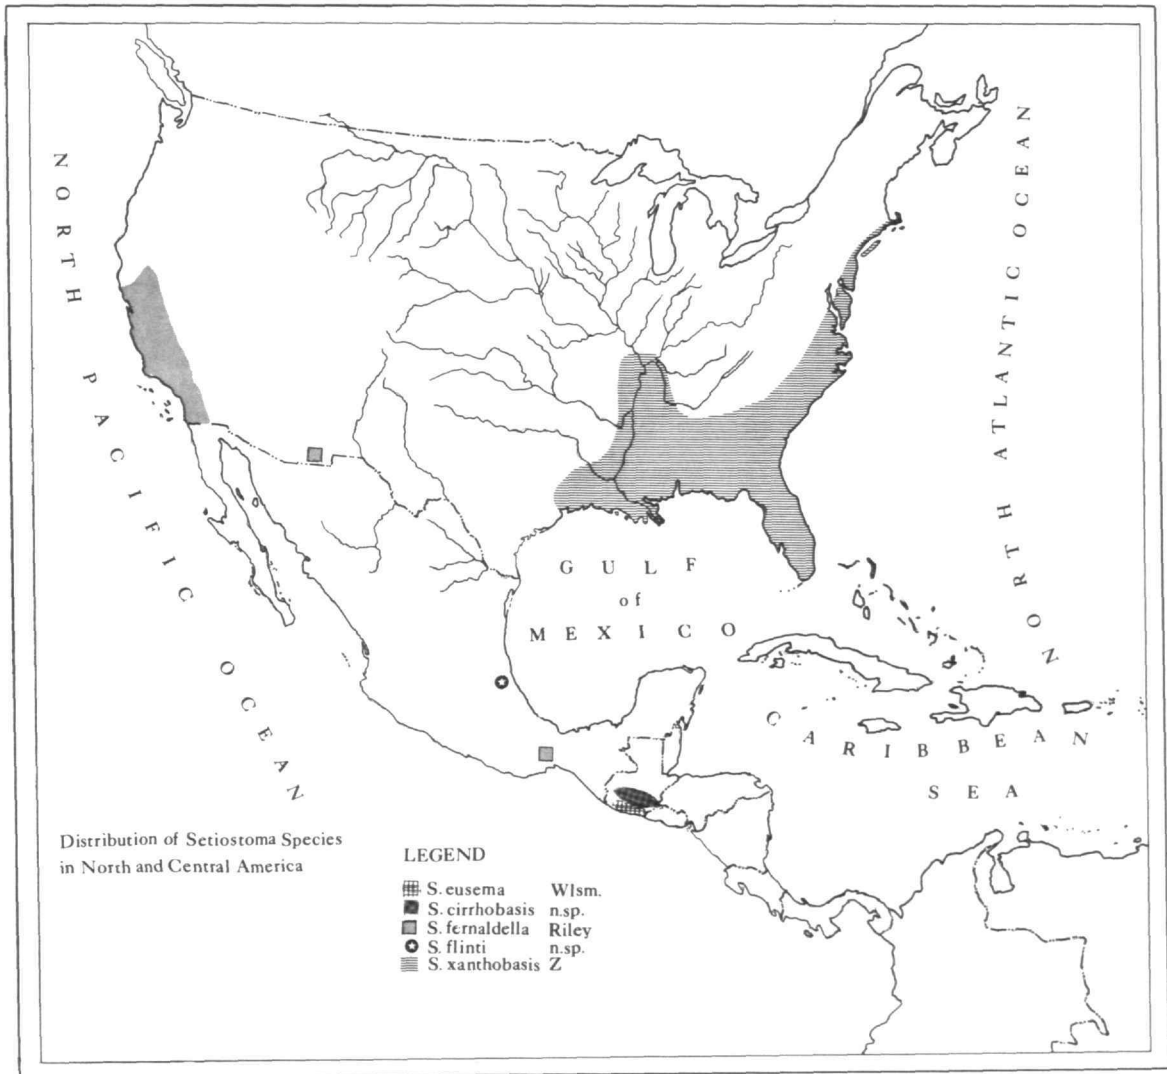 NORTH PACIFIC OCEAN
NORTH ATLANTIC OCEAN
GULF
of
MEXICO
CARIBBEAN
SEA
Distribution of Setiostoma Species
in North and Central America
LEGEND
S. eusema Wlsm.
S. cirrhobasis n.sp.
S. fernaldella Riley
S. flinti n.sp.
S. xanthobasis Z